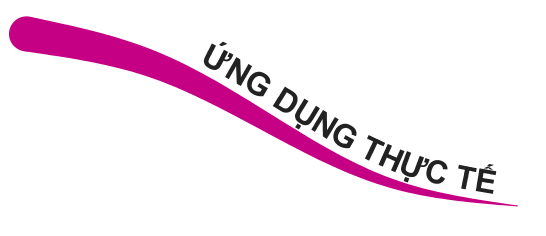 ỨNG DỤNG THỰC TẾ